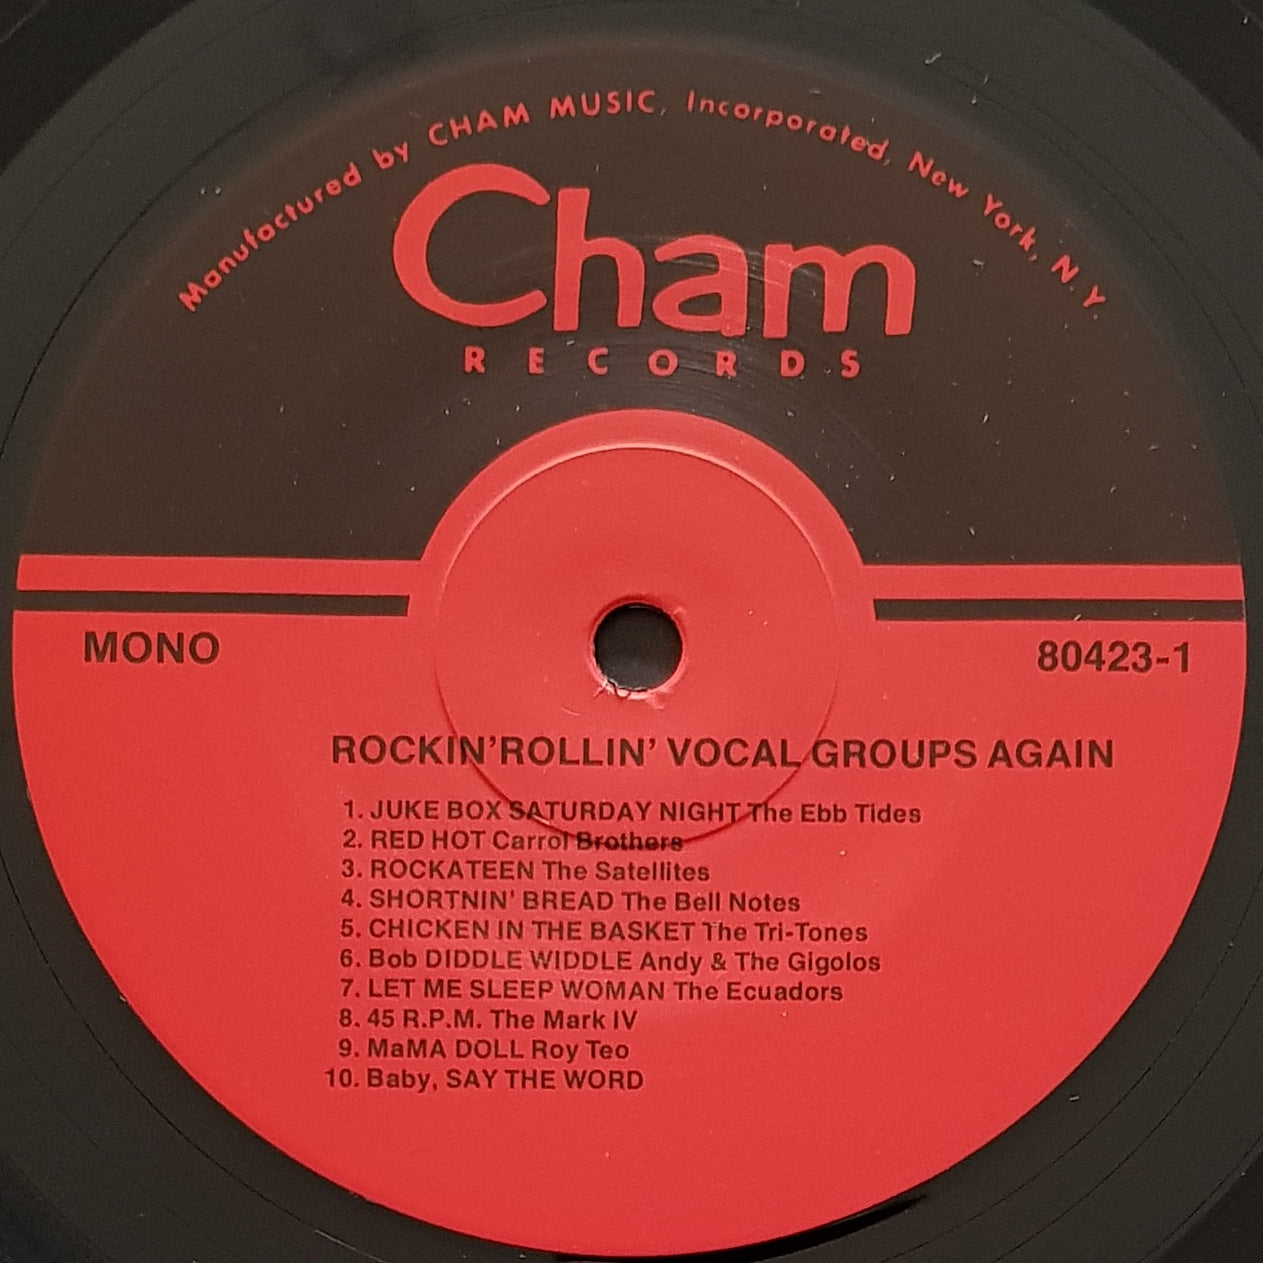 Manufactured by CHAM MUSIC, Incorporated, New York, N.Y.
Cham
RECORDS
MONO
80423-1
ROCKIN'ROLLIN' VOCAL GROUPS AGAIN
1. JUKE BOX SATURDAY NIGHT The Ebb Tides
2. RED HOT Carrol Brothers
3. ROCKATEEN The Satellites
4. SHORTNIN' BREAD The Bell Notes
5. CHICKEN IN THE BASKET The Tri-Tones
6. Bob DIDDLE WIDDLE Andy & The Gigolos
7. LET ME SLEEP WOMAN The Ecuadors
8. 45 R.P.M. The Mark IV
9. MaMA DOLL Roy Teo
10. Baby, SAY THE WORD